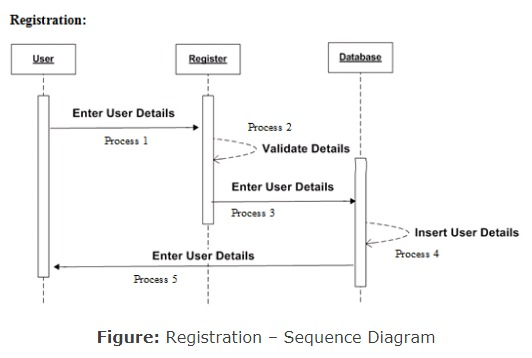 Registration:
User
Register
Database
Enter User Details
Process 1
Process 2
Validate Details
Enter User Details
Process 3
Insert User Details
Process 4
Enter User Details
Process 5
Figure: Registration – Sequence Diagram